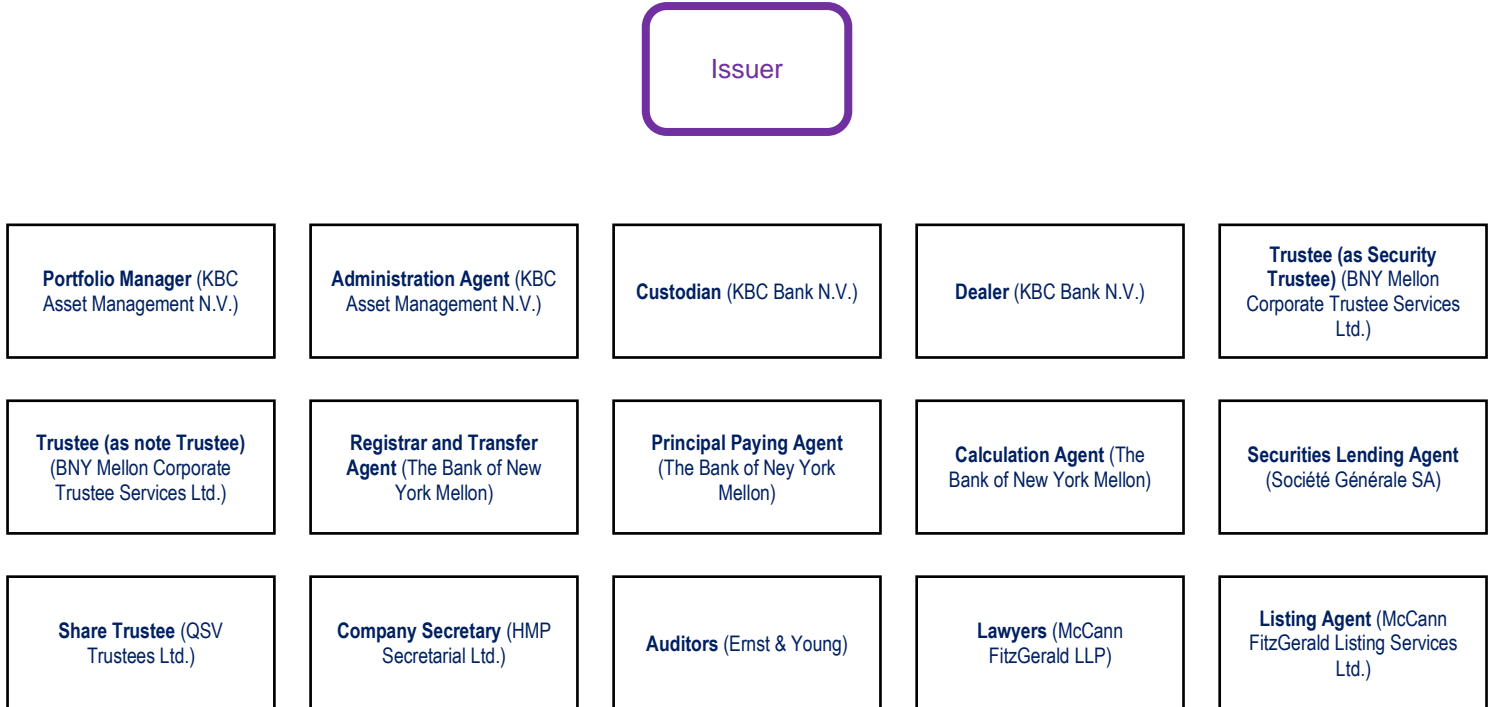 Issuer
Portfolio Manager (KBC
Asset Management N.V.)
Administration Agent (KBC
Asset Management N.V.)
Custodian (KBC Bank N.V.)
Dealer (KBC Bank N.V.)
Trustee (as Security
Trustee) (BNY Mellon
Corporate Trustee Services
Ltd.)
Trustee (as note Trustee)
(BNY Mellon Corporate
Trustee Services Ltd.)
Registrar and Transfer
Agent (The Bank of New
York Mellon)
Principal Paying Agent
(The Bank of Ney York
Mellon)
Calculation Agent (The
Bank of New York Mellon)
Securities Lending Agent
(Société Générale SA)
Share Trustee (QSV
Trustees Ltd.)
Company Secretary (HMP
Secretarial Ltd.)
Auditors (Ernst & Young)
Lawyers (McCann
FitzGerald LLP)
Listing Agent (McCann
FitzGerald Listing Services
Ltd.)